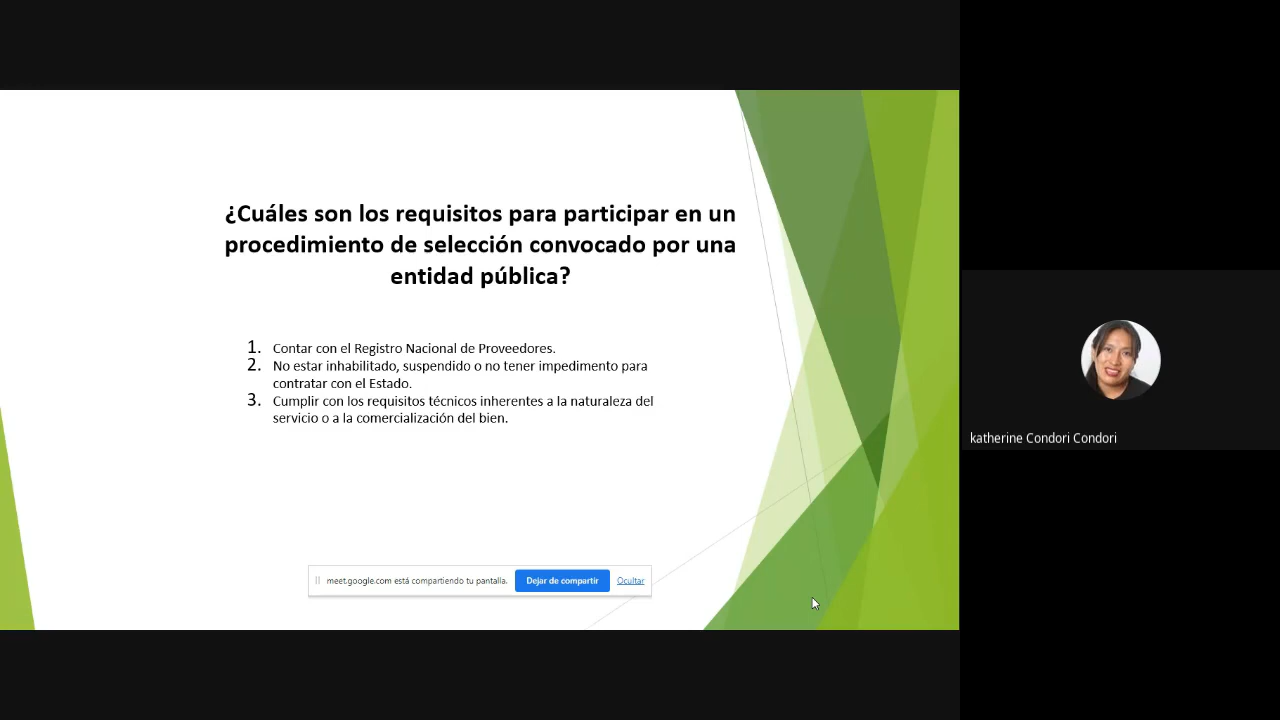 ¿Cuáles son los requisitos para participar en un
procedimiento de selección convocado por una
entidad pública?
1. Contar con el Registro Nacional de Proveedores.
2. No estar inhabilitado, suspendido o no tener impedimento para
contratar con el Estado.
3. Cumplir con los requisitos técnicos inherentes a la naturaleza del
servicio o a la comercialización del bien.
meet.google.com está compartiendo tu pantalla. Dejar de compartir Ocultar
katherine Condori Condori